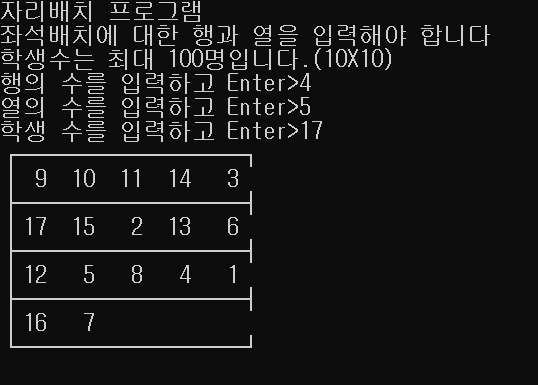 자리배치 프로그램
좌석배치에 대한 행과 열을 입력해야 합니다
학생수는 최대 100명입니다.(10X10)
행의 수를 입력하고 Enter>4
열의 수를 입력하고 Enter>5
학생 수를 입력하고 Enter>17
9 10 11 14 3
17 15 2 13 6
12 5 8 4 1
16 7